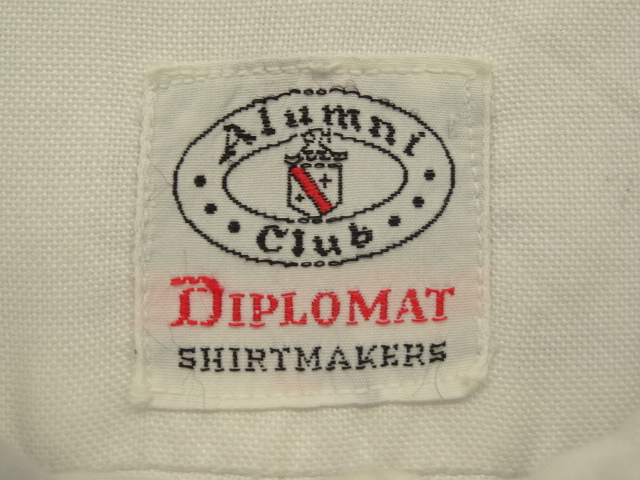 Alumni
Club
DIPLOMAT
SHIRTMAKERS